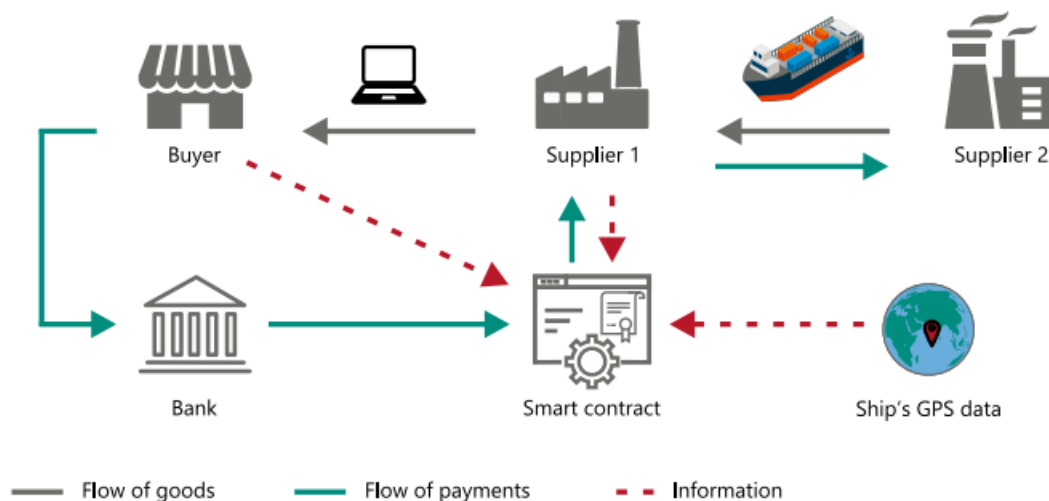 Buyer
Supplier 1
Supplier 2
Bank
Smart contract
Ship's GPS data
Flow of goods
Flow of payments
Information